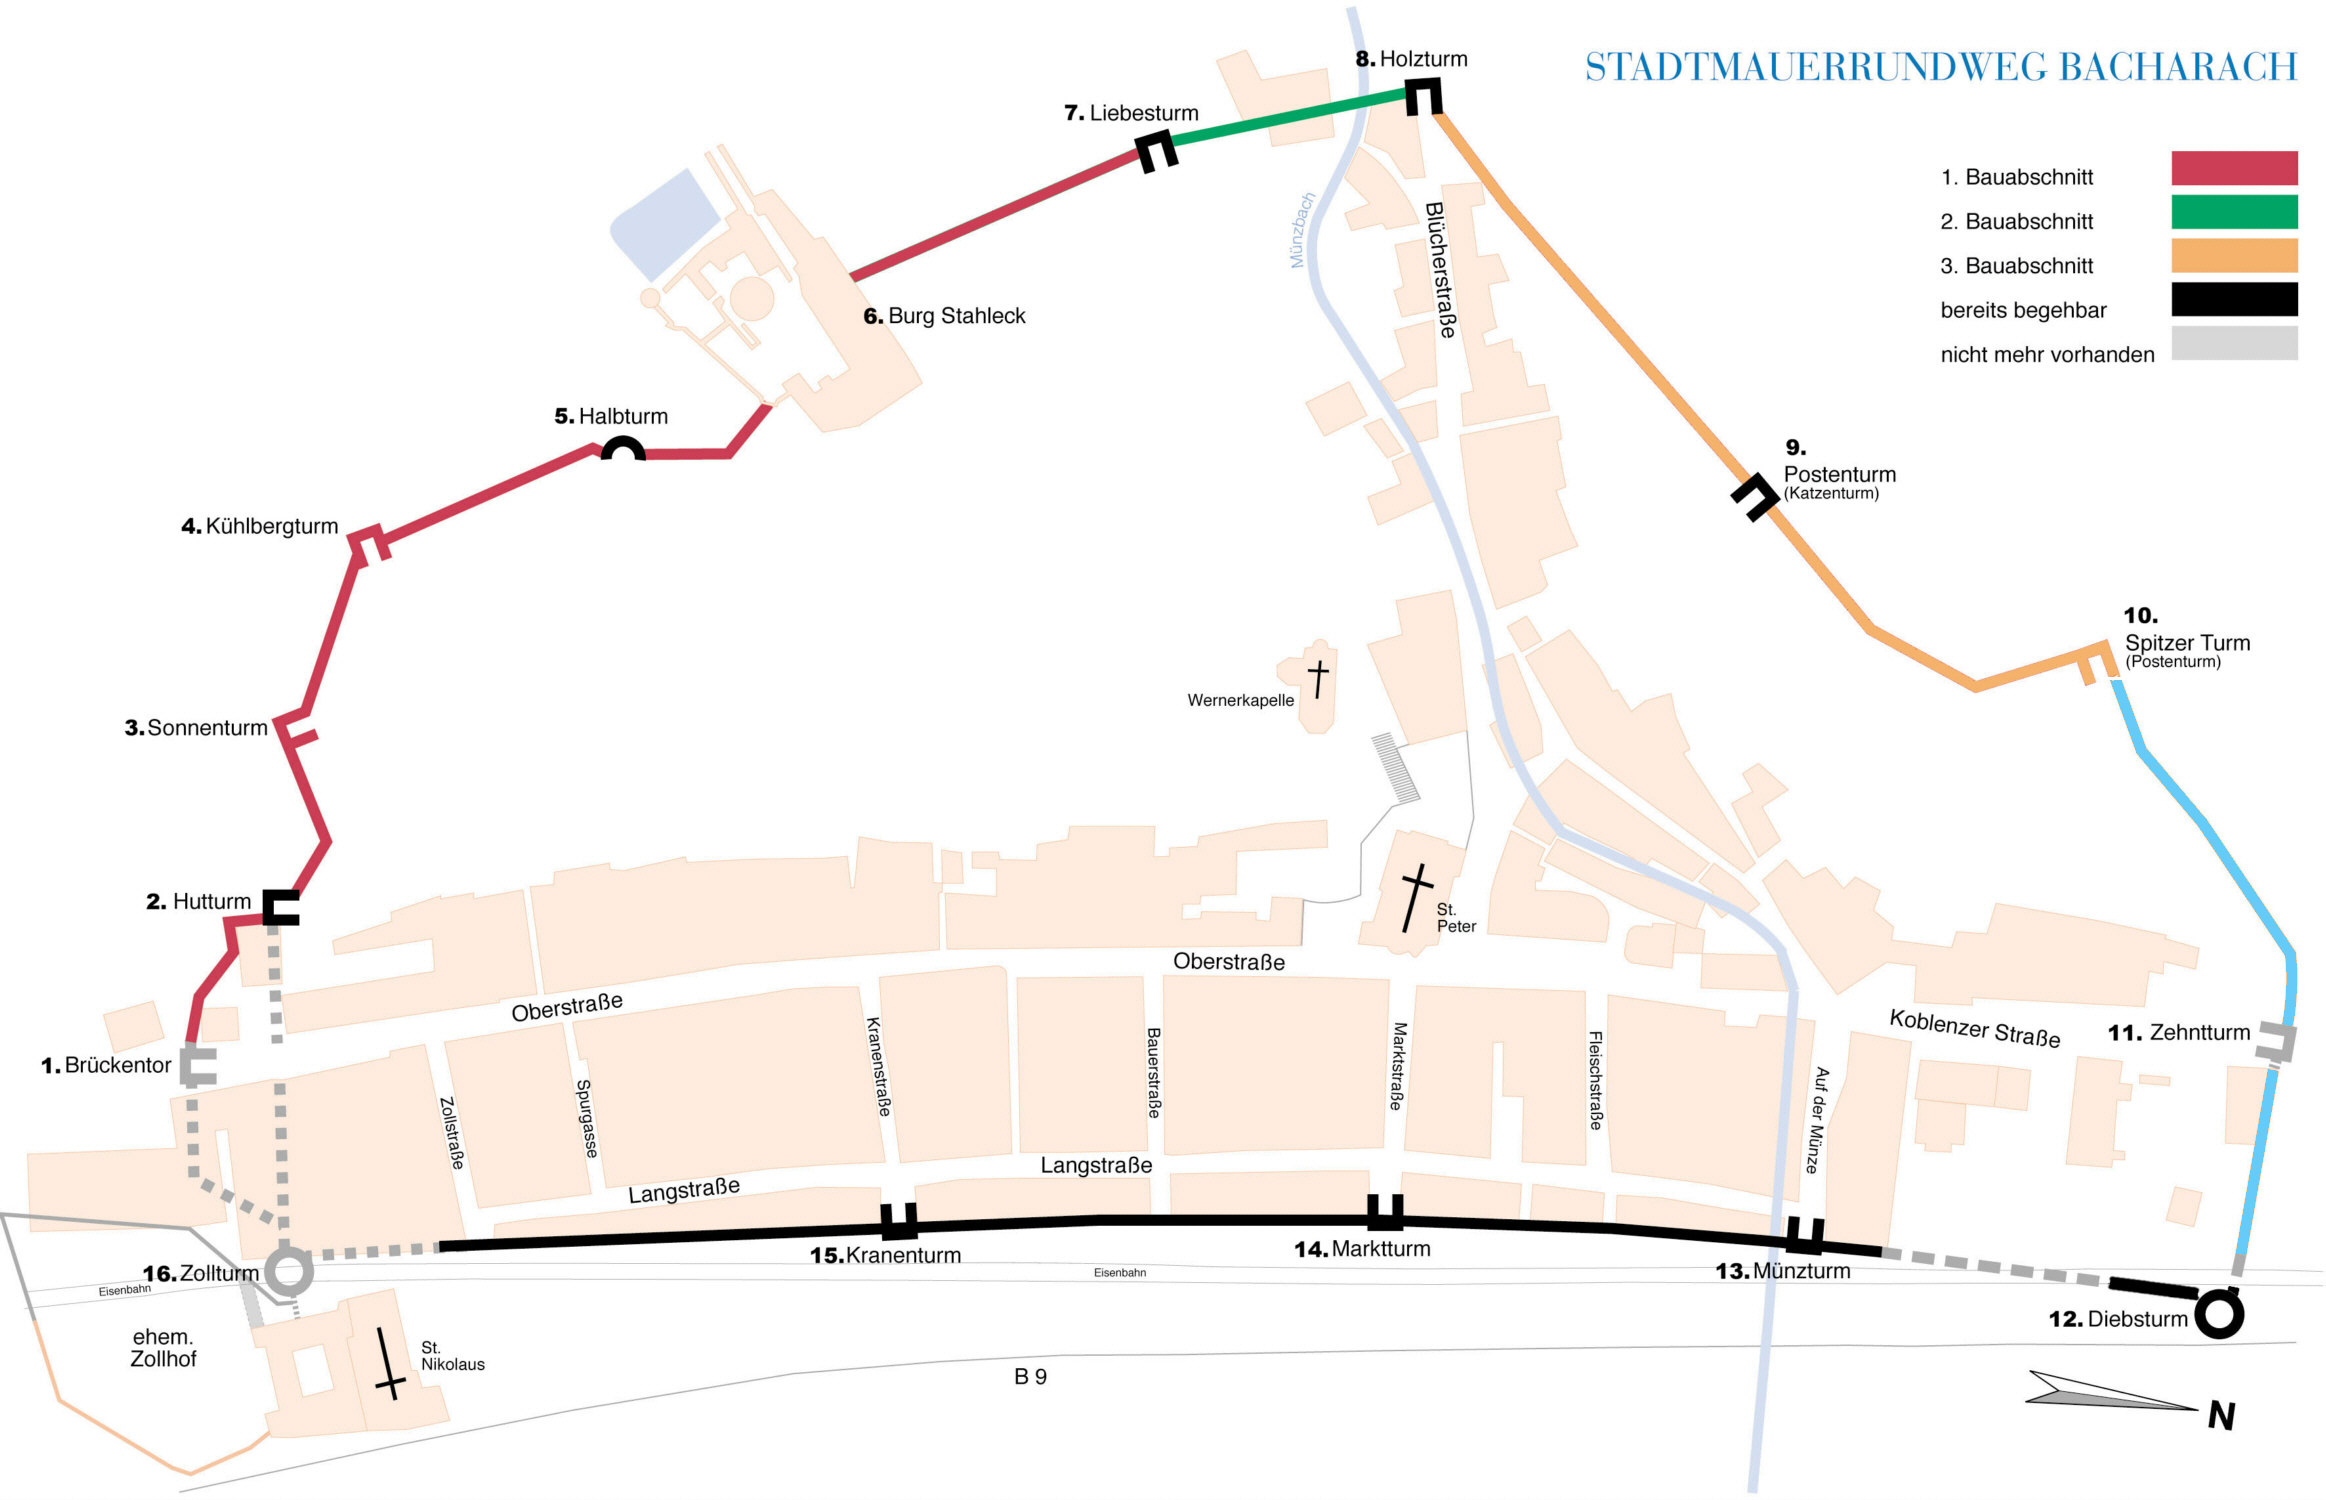 STADTMAUERRUNDWEG BACHARACH
1. Bauabschnitt
2. Bauabschnitt
3. Bauabschnitt
bereits begehbar
nicht mehr vorhanden
8. Holzturm
7. Liebesturm
Münzbach
Blücherstraße
6. Burg Stahleck
5. Halbturm
4. Kühlbergturm
9.
Postenturm
(Katzenturm)
10.
Spitzer Turm
(Postenturm)
3. Sonnenturm
Wernerkapelle
2. Hutturm
St.
Peter
Oberstraße
Oberstraße
Koblenzer Straße
11. Zehntturm
1. Brückentor
Zollstraße
Spurgasse
Kranenstraße
Bauerstraße
Marktstraße
Fleischstraße
Auf der Münze
Langstraße
Langstraße
15. Kranenturm
14. Marktturm
13. Münzturm
16. Zollturm
Eisenbahn
Eisenbahn
12. Diebsturm
ehem.
Zollhof
St.
Nikolaus
B 9
N